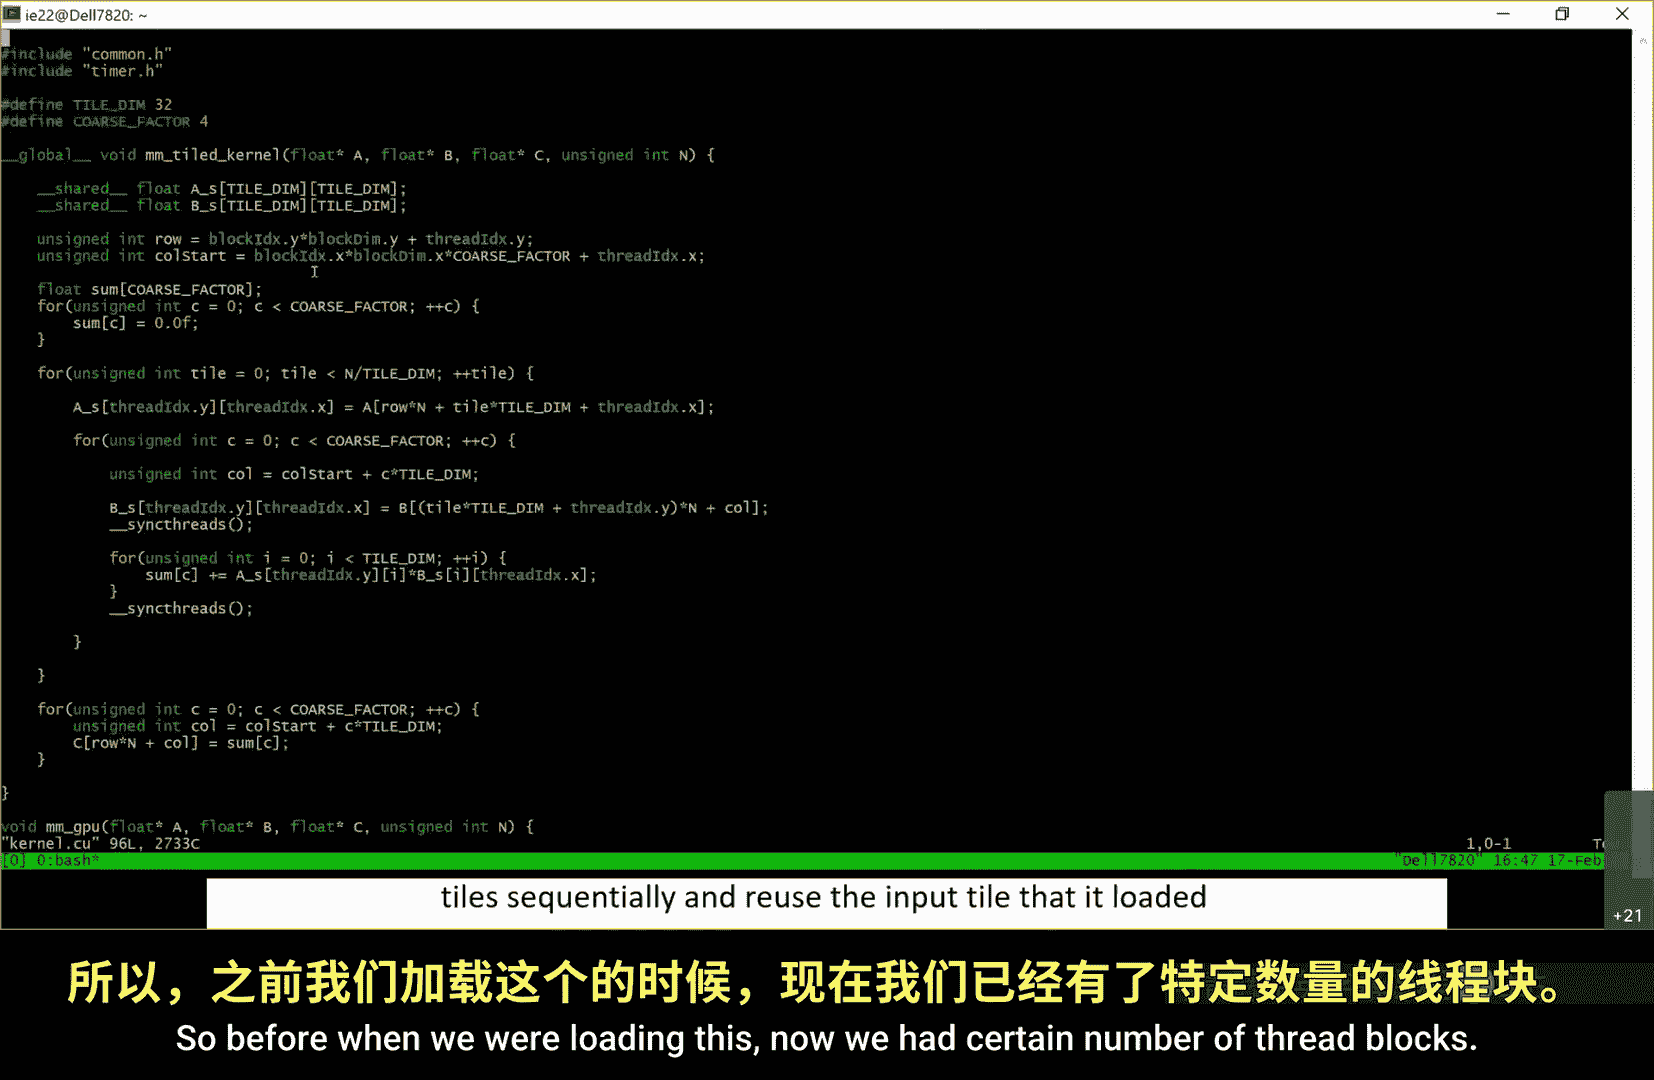 ie22@Dell7820: ~
#include "common.h"
#include "timer.h"
#define TILE_DIM 32
#define COARSE_FACTOR 4
__global__ void mm_tiled_kernel(float* A, float* B, float* C, unsigned int N) {
__shared__ float A_s[TILE_DIM][TILE_DIM];
__shared__ float B_s[TILE_DIM][TILE_DIM];
unsigned int row = blockIdx.y*blockDim.y + threadIdx.y;
unsigned int colStart = blockIdx.x*blockDim.x*COARSE_FACTOR + threadIdx.x;
float sum[COARSE_FACTOR];
for(unsigned int c = 0; c < COARSE_FACTOR; ++c) {
sum[c] = 0.0f;
}
for(unsigned int tile = 0; tile < N/TILE_DIM; ++tile) {
A_s[threadIdx.y][threadIdx.x] = A[row*N + tile*TILE_DIM + threadIdx.x];
for(unsigned int c = 0; c < COARSE_FACTOR; ++c) {
unsigned int col = colStart + c*TILE_DIM;
B_s[threadIdx.y][threadIdx.x] = B[(tile*TILE_DIM + threadIdx.y)*N + col];
__syncthreads();
for(unsigned int i = 0; i < TILE_DIM; ++i) {
sum[c] += A_s[threadIdx.y][i]*B_s[i][threadIdx.x];
}
__syncthreads();
}
}
for(unsigned int c = 0; c < COARSE_FACTOR; ++c) {
unsigned int col = colStart + c*TILE_DIM;
C[row*N + col] = sum[c];
}
}
void mm_gpu(float* A, float* B, float* C, unsigned int N) {
"kernel.cu" 96L, 2733C 1,0-1
[0] 0:bash* "Dell7820" 16:47 17-Feb
tiles sequentially and reuse the input tile that it loaded
+21
所以，之前我们加载这个的时候，现在我们已经有了特定数量的线程块。
So before when we were loading this, now we had certain number of thread blocks.